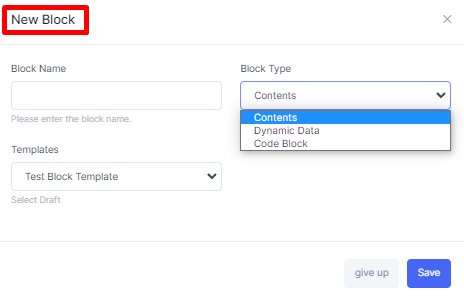 New Block
×
Block Name
Block Type
Contents
Please enter the block name.
Contents
Dynamic Data
Code Block
Templates
Test Block Template
Select Draft
give up
Save